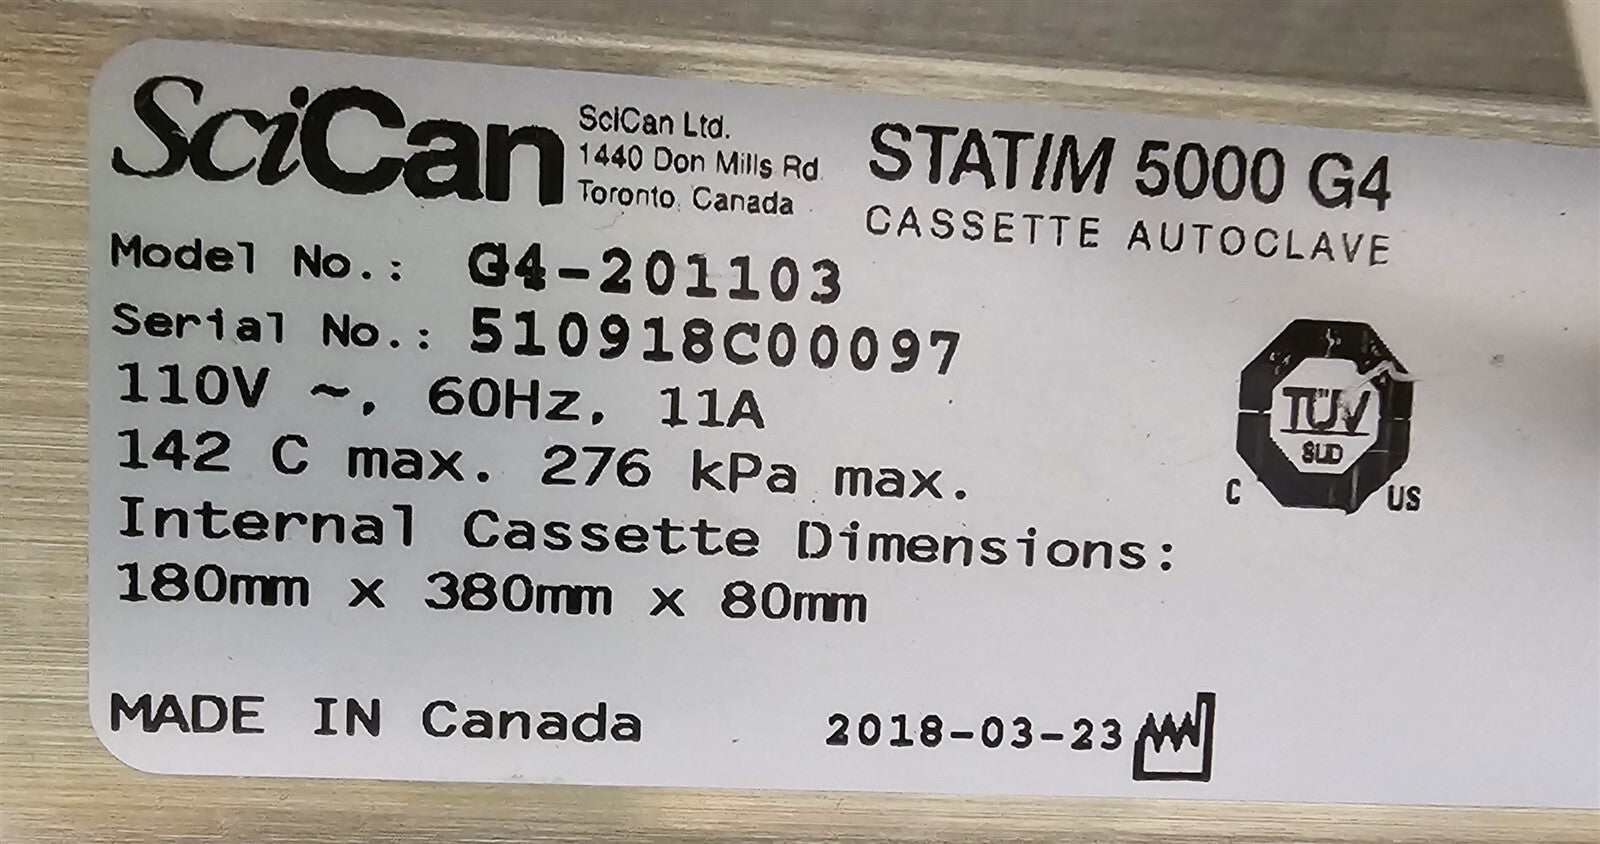 SciCan
SciCan Ltd.
1440 Don Mills Rd.
Toronto, Canada
STATIM 5000 G4
CASSETTE AUTOCLAVE
Model No.: G4-201103
Serial No.: 510918C00097
110V ~, 60Hz, 11A
142 C max. 276 kPa max.
Internal Cassette Dimensions:
180mm x 380mm x 80mm
TÜV
SUD
C US
MADE IN Canada
2018-03-23